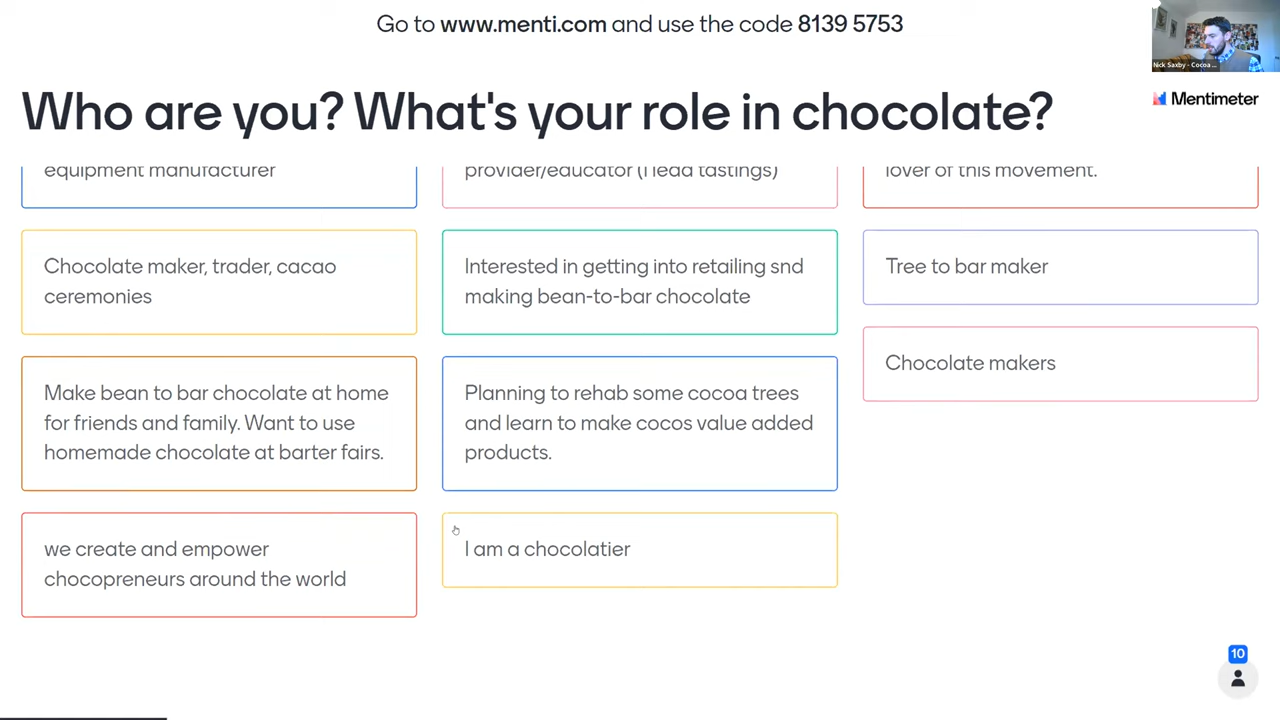 Go to www.menti.com and use the code 8139 5753
Nick Saxby - Cocoa ...
Who are you? What's your role in chocolate?
Mentimeter
equipment manufacturer
provider/educator (I lead tastings)
lover of this movement.
Chocolate maker, trader, cacao
ceremonies
Interested in getting into retailing snd
making bean-to-bar chocolate
Tree to bar maker
Make bean to bar chocolate at home
for friends and family. Want to use
homemade chocolate at barter fairs.
Planning to rehab some cocoa trees
and learn to make cocos value added
products.
Chocolate makers
we create and empower
chocopreneurs around the world
I am a chocolatier
10